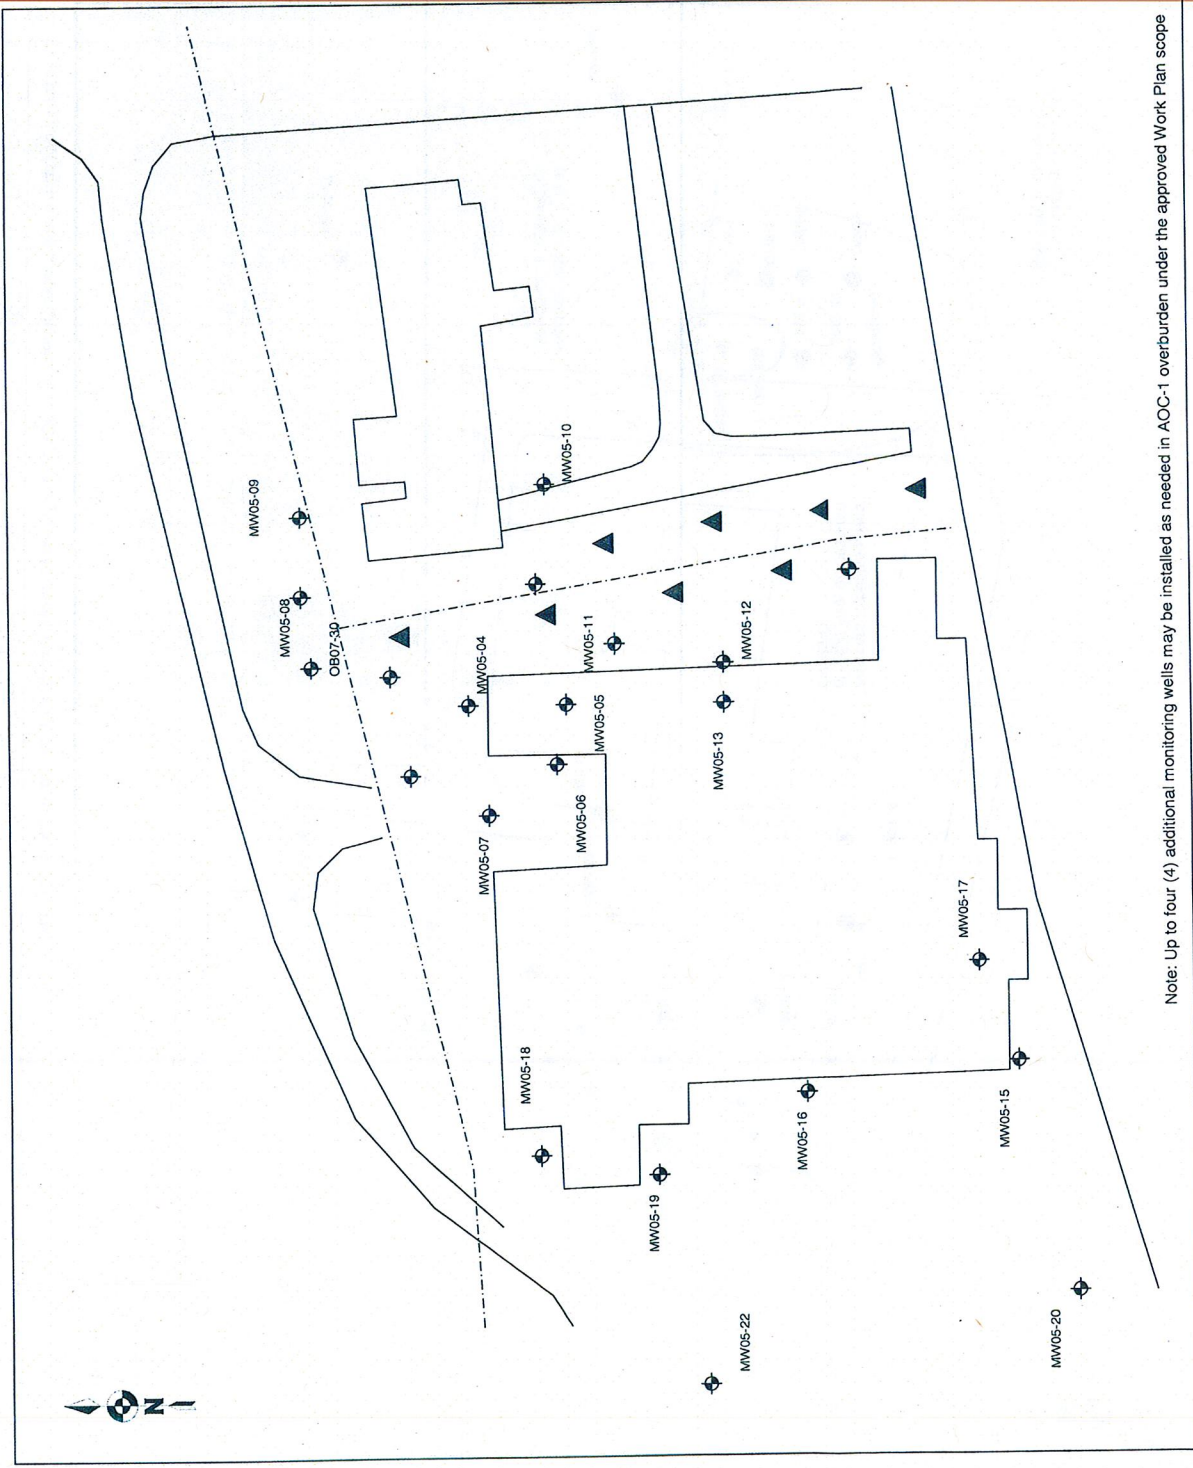 MW05-09
MW05-08
OB07-30
MW05-10
MW05-04
MW05-11
MW05-12
MW05-05
MW05-13
MW05-06
MW05-07
MW05-17
MW05-18
MW05-16
MW05-15
MW05-19
MW05-22
MW05-20
N
Note: Up to four (4) additional monitoring wells may be installed as needed in AOC-1 overburden under the approved Work Plan scope